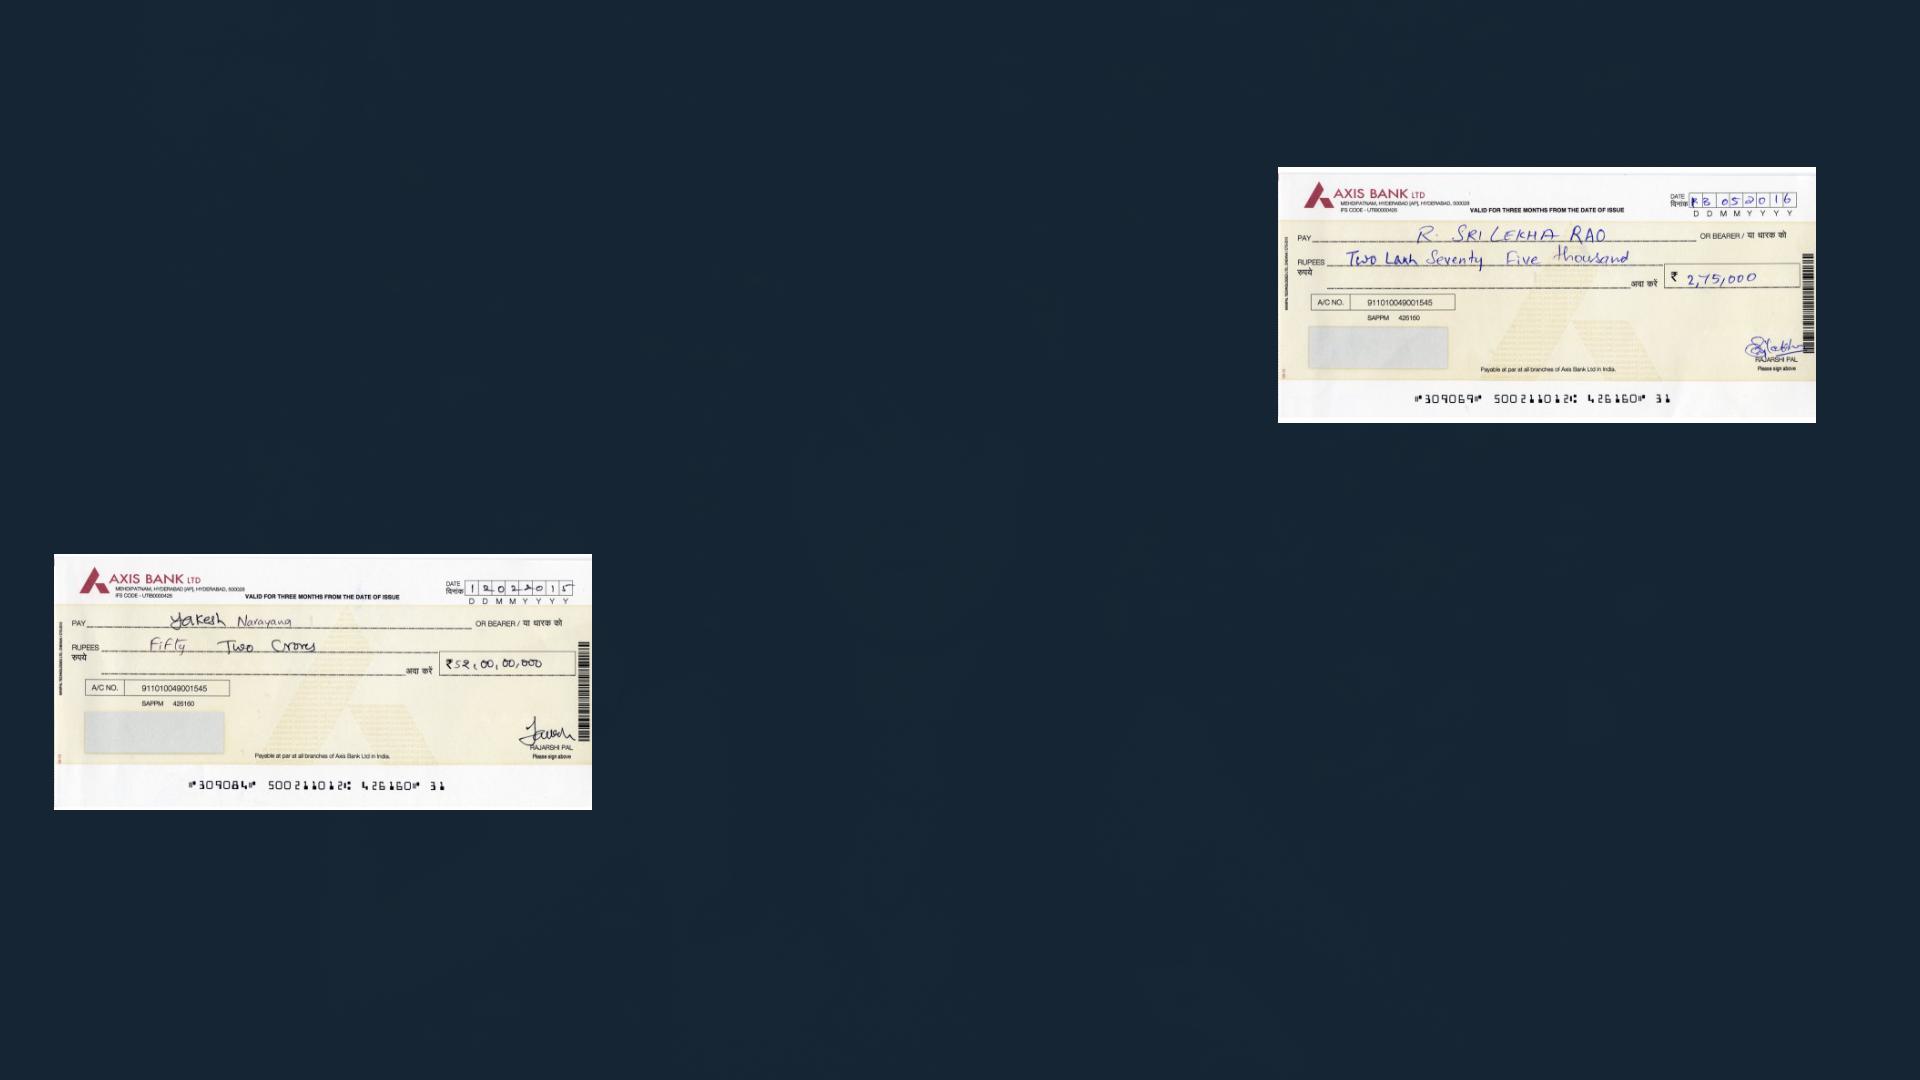 AXIS BANK LTD
MEHDIPATNAM, HYDERABAD [AP], HYDERABAD, 500028
IFS CODE - UTIB0000426
VALID FOR THREE MONTHS FROM THE DATE OF ISSUE
DATE
दिनांक
052016
D D M M Y Y Y Y
PAY R. SRI LEKHA RAO OR BEARER / या धारक को
RUPEES Two Lakh Seventy Five thousand
रुपये
अदा करें ₹ 2,75,000
A/C NO. 911010049001545
SAPPM 426160
RAJARSHI PAL
Please sign above
Payable at par at all branches of Axis Bank Ltd in India.
⑈309069⑈ 500211012⑆ 426160⑈ 31
AXIS BANK LTD
MEHDIPATNAM, HYDERABAD [AP], HYDERABAD, 500028
IFS CODE - UTIB0000426
VALID FOR THREE MONTHS FROM THE DATE OF ISSUE
DATE
दिनांक
12022015
D D M M Y Y Y Y
PAY Yakesh Narayana OR BEARER / या धारक को
RUPEES Fifty Two Crores
रुपये
अदा करें ₹ 52,00,00,000
A/C NO. 911010049001545
SAPPM 426160
RAJARSHI PAL
Please sign above
Payable at par at all branches of Axis Bank Ltd in India.
⑈309084⑈ 500211012⑆ 426160⑈ 31